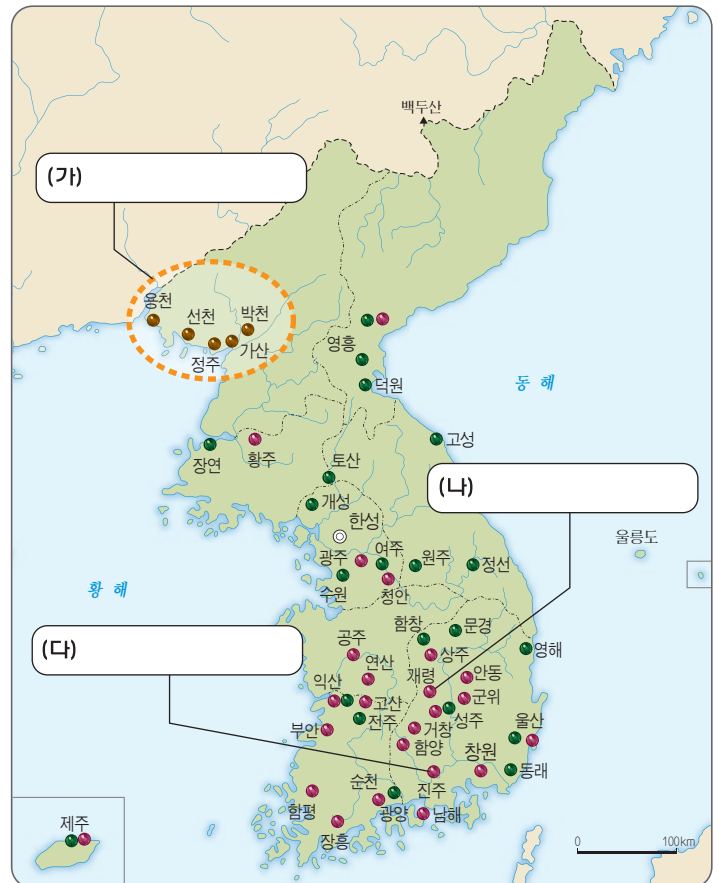 백두산
(가)
용천
선천
박천
정주
가산
영흥
덕원
동 해
고성
장연
황주
토산
개성
(나)
한성
울릉도
광주
여주
원주
정선
수원
청안
황 해
함창
문경
공주
상주
영해
(다)
연산
개령
안동
익산
고산
군위
전주
성주
울산
부안
거창
함양
창원
동래
순천
진주
함평
광양
남해
장흥
제주
0
100km